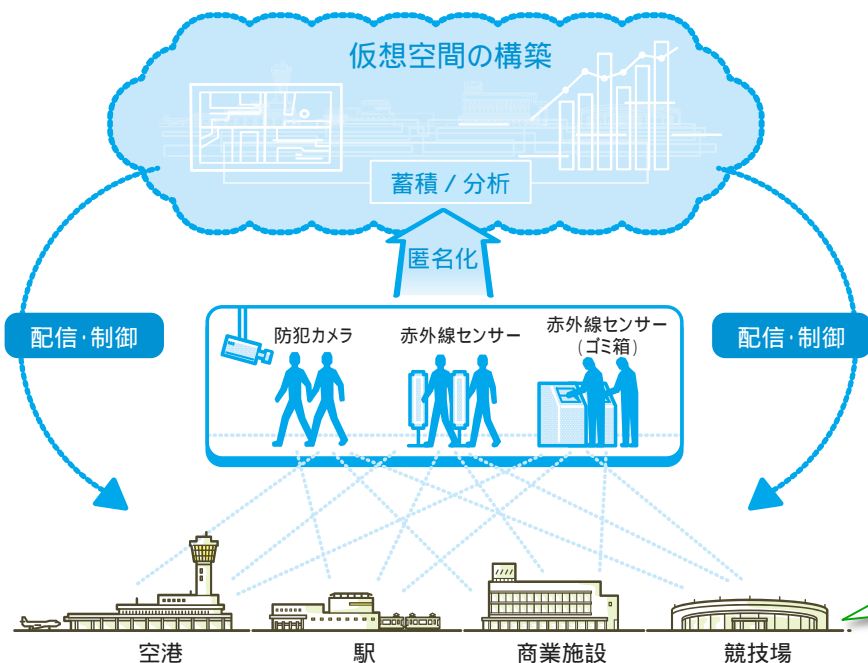 仮想空間の構築
蓄積 / 分析
匿名化
配信・制御
配信・制御
防犯カメラ
赤外線センサー
赤外線センサー
(ゴミ箱)
空港
駅
商業施設
競技場